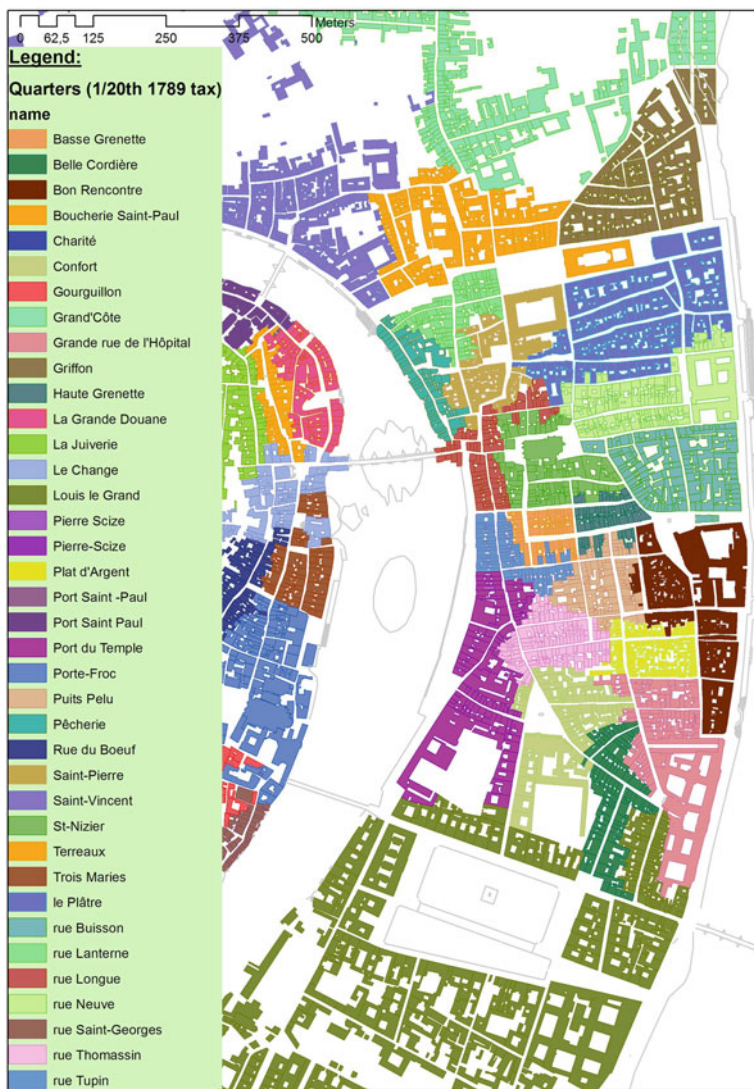 Meters
0 62,5 125 250 375 500
Legend:
Quarters (1/20th 1789 tax)
name
Basse Grenette
Belle Cordière
Bon Rencontre
Boucherie Saint-Paul
Charité
Confort
Gourguillon
Grand'Côte
Grande rue de l'Hôpital
Griffon
Haute Grenette
La Grande Douane
La Juiverie
Le Change
Louis le Grand
Pierre Scize
Pierre-Scize
Plat d'Argent
Port Saint -Paul
Port Saint Paul
Port du Temple
Porte-Froc
Puits Pelu
Pêcherie
Rue du Boeuf
Saint-Pierre
Saint-Vincent
St-Nizier
Terreaux
Trois Maries
le Plâtre
rue Buisson
rue Lanterne
rue Longue
rue Neuve
rue Saint-Georges
rue Thomassin
rue Tupin